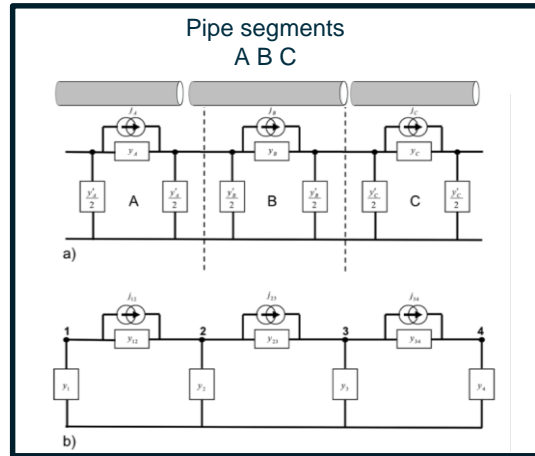 Pipe segments
A B C
j_A j_B j_C
y_A y_B y_C
y'_A/2 A y'_A/2 y'_B/2 B y'_B/2 y'_C/2 C y'_C/2
a)
j_12 j_23 j_34
1 2 3 4
y_12 y_23 y_34
y_1 y_2 y_3 y_4
b)